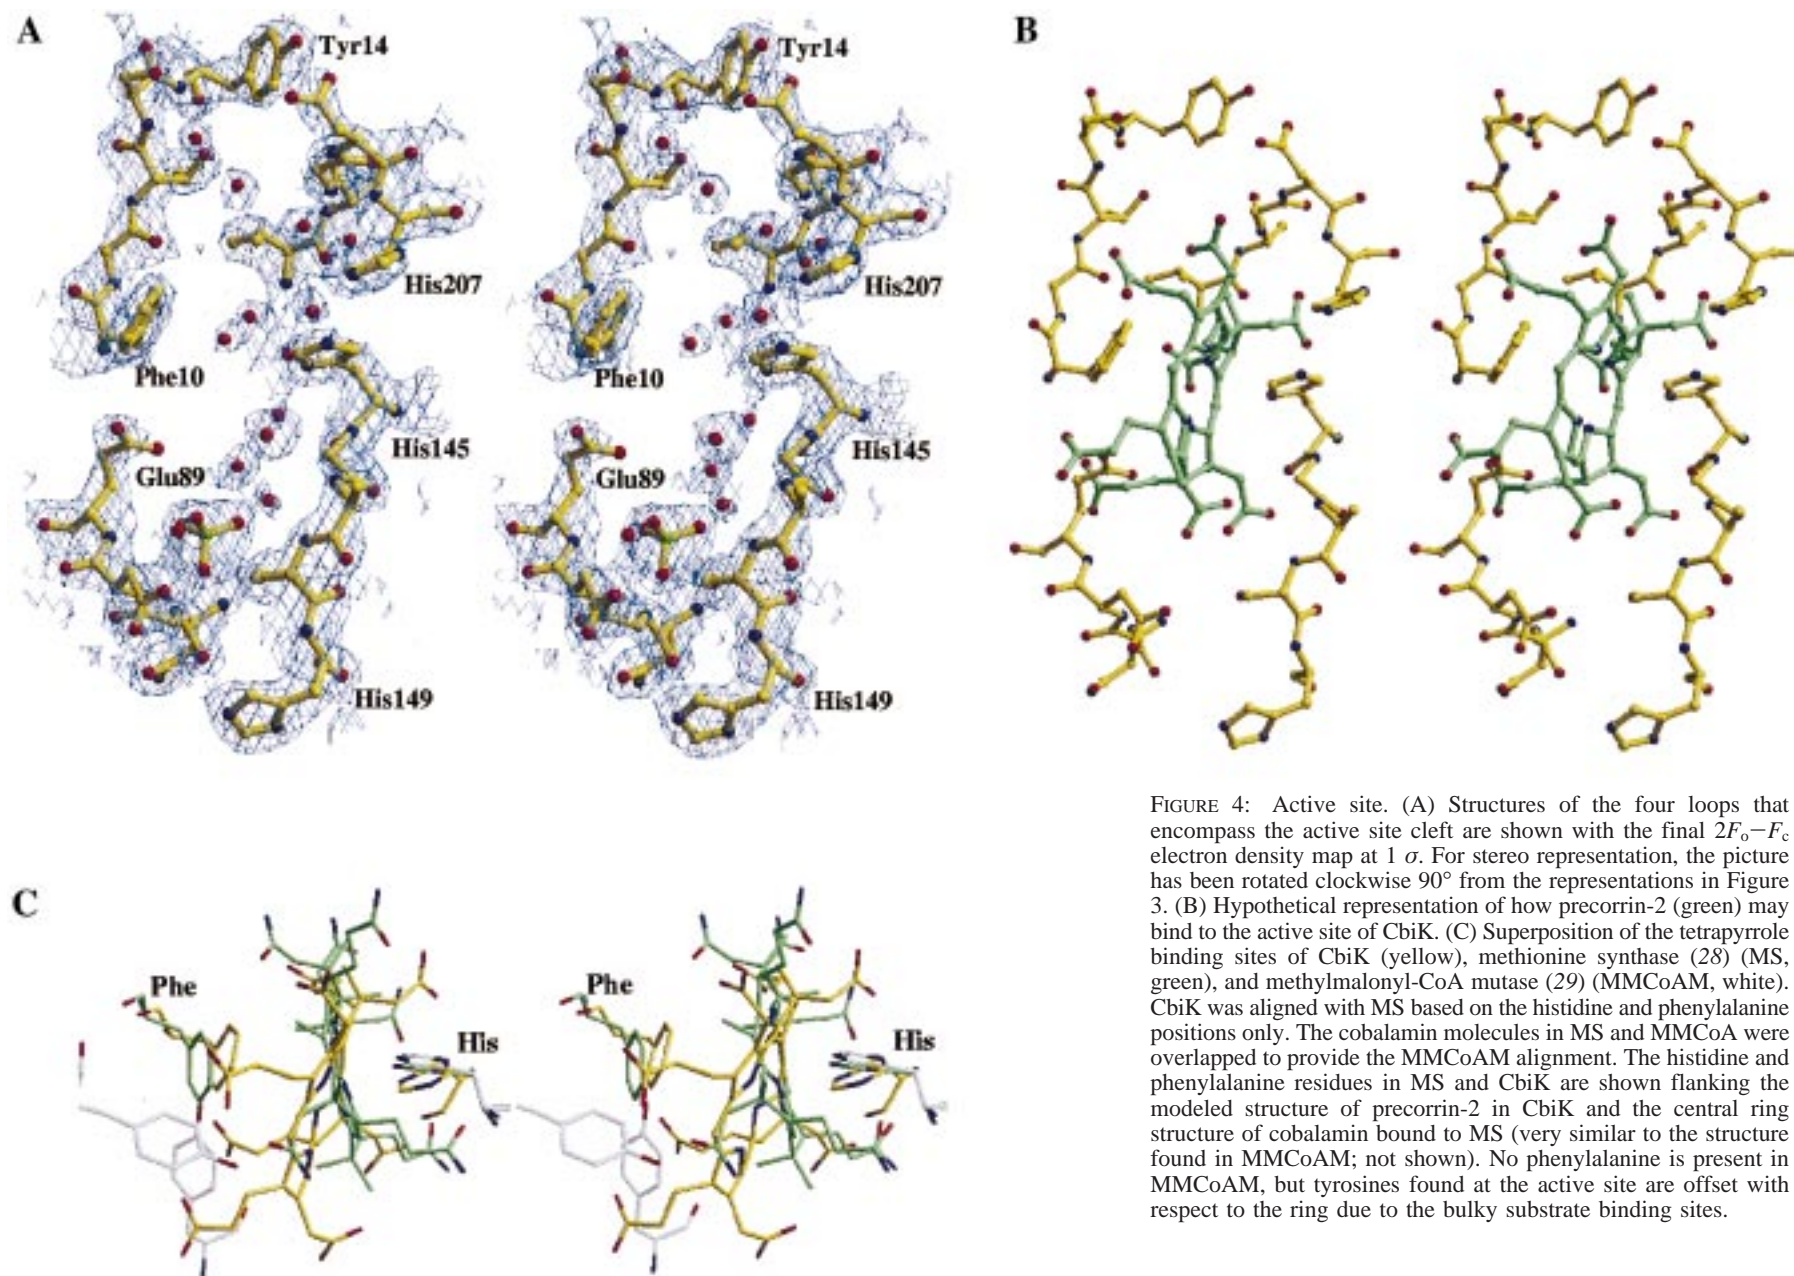 A
Tyr14
Tyr14
B
His207
His207
Phe10
Phe10
His145
His145
Glu89
Glu89
His149
His149
C
Phe
Phe
His
His
FIGURE 4: Active site. (A) Structures of the four loops that
encompass the active site cleft are shown with the final 2Fo−Fc
electron density map at 1 σ. For stereo representation, the picture
has been rotated clockwise 90° from the representations in Figure
3. (B) Hypothetical representation of how precorrin-2 (green) may
bind to the active site of CbiK. (C) Superposition of the tetrapyrrole
binding sites of CbiK (yellow), methionine synthase (28) (MS,
green), and methylmalonyl-CoA mutase (29) (MMCoAM, white).
CbiK was aligned with MS based on the histidine and phenylalanine
positions only. The cobalamin molecules in MS and MMCoA were
overlapped to provide the MMCoAM alignment. The histidine and
phenylalanine residues in MS and CbiK are shown flanking the
modeled structure of precorrin-2 in CbiK and the central ring
structure of cobalamin bound to MS (very similar to the structure
found in MMCoAM; not shown). No phenylalanine is present in
MMCoAM, but tyrosines found at the active site are offset with
respect to the ring due to the bulky substrate binding sites.